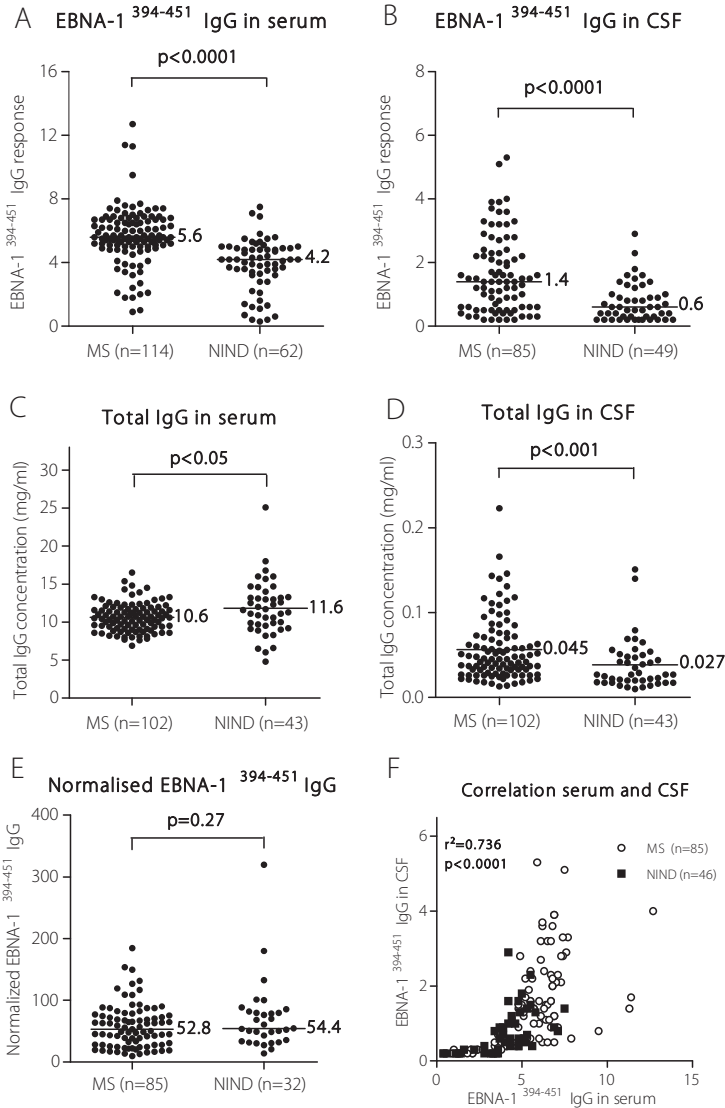 A EBNA-1 394-451 IgG in serum
p<0.0001
EBNA-1 394-451 IgG response
16
12
8
4
0
5.6
4.2
MS (n=114) NIND (n=62)
B EBNA-1 394-451 IgG in CSF
p<0.0001
EBNA-1 394-451 IgG response
8
6
4
2
0
1.4
0.6
MS (n=85) NIND (n=49)
C Total IgG in serum
p<0.05
Total IgG concentration (mg/ml)
30
25
20
15
10
5
0
10.6
11.6
MS (n=102) NIND (n=43)
D Total IgG in CSF
p<0.001
Total IgG concentration (mg/ml)
0.3
0.2
0.1
0.0
0.045
0.027
MS (n=102) NIND (n=43)
E Normalised EBNA-1 394-451 IgG
p=0.27
Normalized EBNA-1 394-451 IgG
400
300
200
100
0
52.8
54.4
MS (n=85) NIND (n=32)
F Correlation serum and CSF
r²=0.736
p<0.0001
MS (n=85)
NIND (n=46)
EBNA-1 394-451 IgG in CSF
6
4
2
0
0 5 10 15
EBNA-1 394-451 IgG in serum